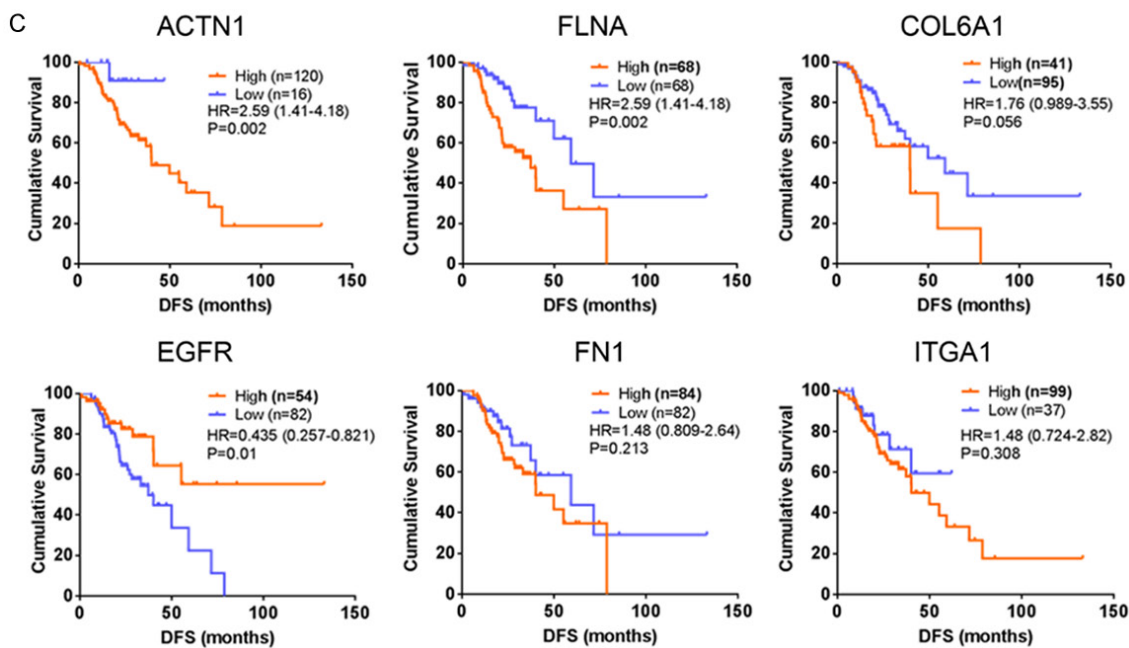 C
ACTN1
High (n=120)
Low (n=16)
HR=2.59 (1.41-4.18)
P=0.002
100
80
60
40
20
0
Cumulative Survival
0 50 100 150
DFS (months)
FLNA
High (n=68)
Low (n=68)
HR=2.59 (1.41-4.18)
P=0.002
100
80
60
40
20
0
Cumulative Survival
0 50 100 150
DFS (months)
COL6A1
High (n=41)
Low(n=95)
HR=1.76 (0.989-3.55)
P=0.056
100
80
60
40
20
0
Cumulative Survival
0 50 100 150
DFS (months)
EGFR
High (n=54)
Low (n=82)
HR=0.435 (0.257-0.821)
P=0.01
100
80
60
40
20
0
Cumulative Survival
0 50 100 150
DFS (months)
FN1
High (n=84)
Low (n=82)
HR=1.48 (0.809-2.64)
P=0.213
100
80
60
40
20
0
Cumulative Survival
0 50 100 150
DFS (months)
ITGA1
High (n=99)
Low (n=37)
HR=1.48 (0.724-2.82)
P=0.308
100
80
60
40
20
0
Cumulative Survival
0 50 100 150
DFS (months)